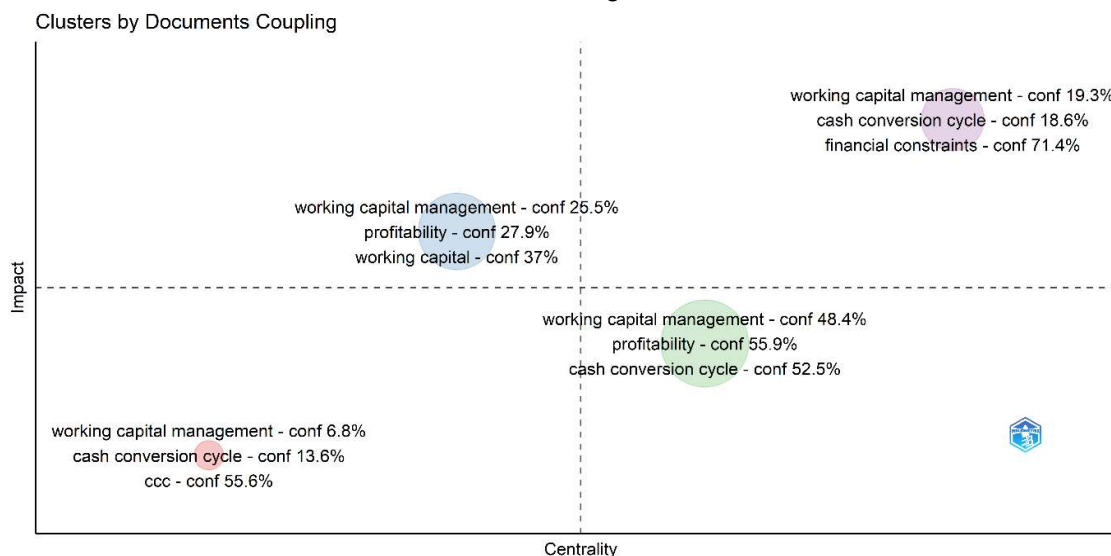 Clusters by Documents Coupling
working capital management - conf 19.3%
cash conversion cycle - conf 18.6%
financial constraints - conf 71.4%
working capital management - conf 25.5%
profitability - conf 27.9%
working capital - conf 37%
Impact
working capital management - conf 48.4%
profitability - conf 55.9%
cash conversion cycle - conf 52.5%
working capital management - conf 6.8%
cash conversion cycle - conf 13.6%
ccc - conf 55.6%
Centrality